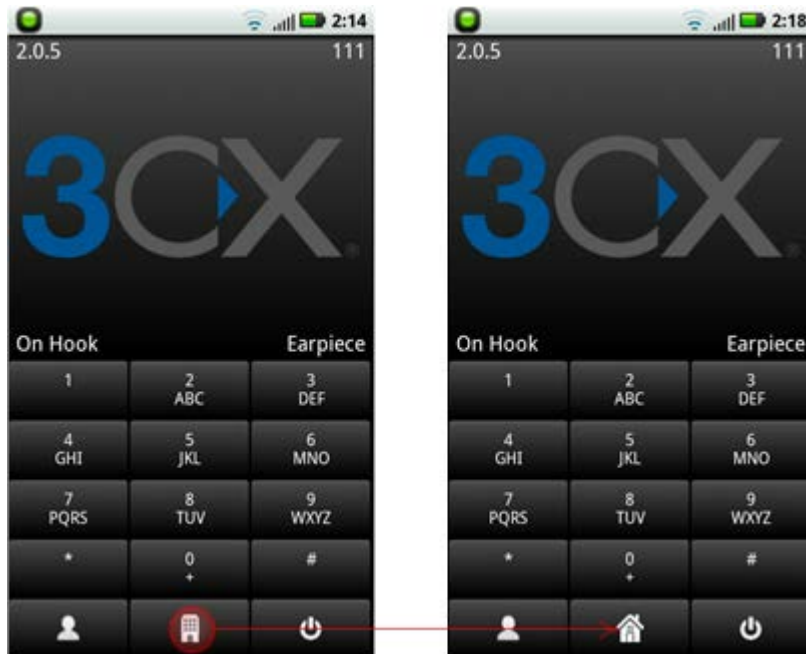 2:14
2.0.5 111
3CX®
On Hook Earpiece
1 2 3
ABC DEF
4 5 6
GHI JKL MNO
7 8 9
PQRS TUV WXYZ
* 0 #
+
2:18
2.0.5 111
3CX®
On Hook Earpiece
1 2 3
ABC DEF
4 5 6
GHI JKL MNO
7 8 9
PQRS TUV WXYZ
* 0 #
+